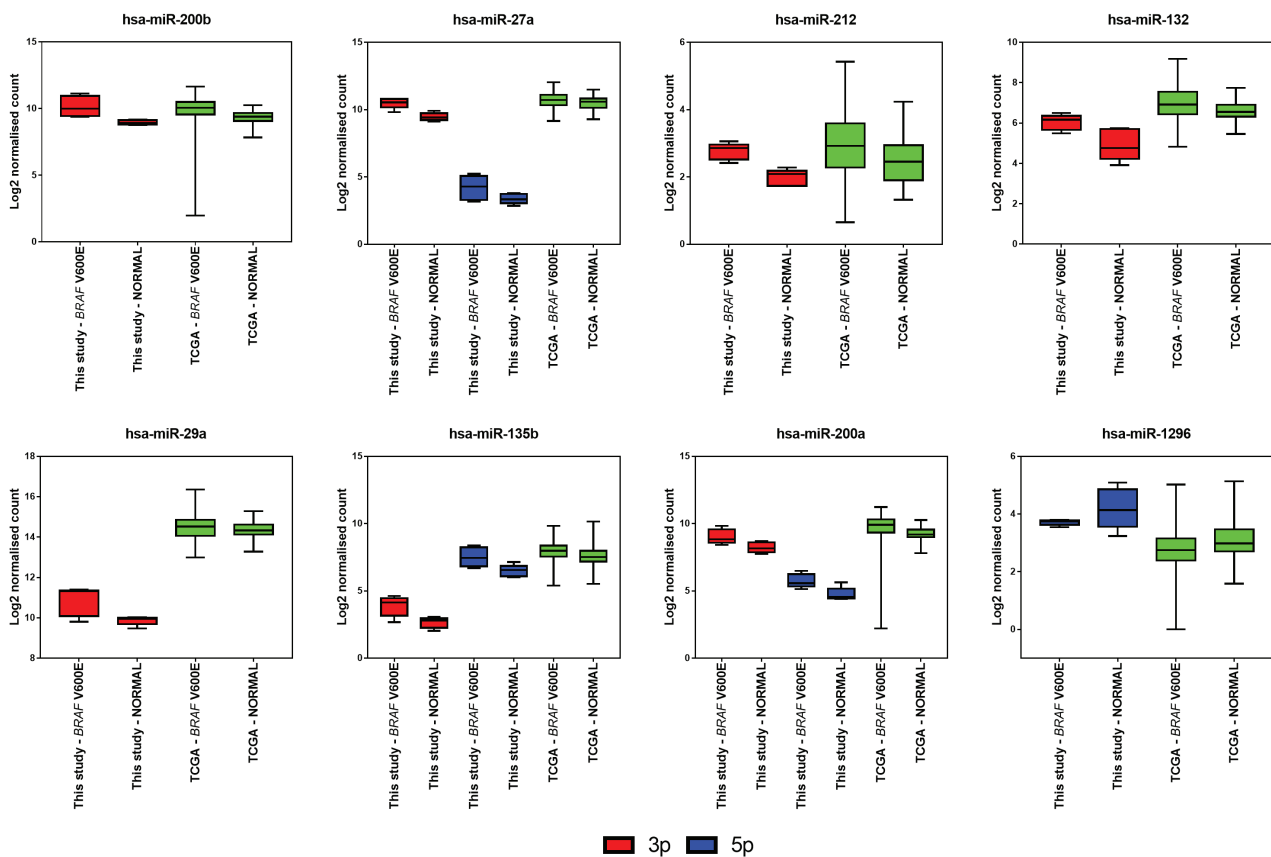 hsa-miR-200b
Log2 normalised count
15
10
5
0
This study - BRAF V600E
This study - NORMAL
TCGA - BRAF V600E
TCGA - NORMAL
hsa-miR-27a
Log2 normalised count
15
10
5
0
This study - BRAF V600E
This study - NORMAL
This study - BRAF V600E
This study - NORMAL
TCGA - BRAF V600E
TCGA - NORMAL
hsa-miR-212
Log2 normalised count
6
4
2
0
This study - BRAF V600E
This study - NORMAL
TCGA - BRAF V600E
TCGA - NORMAL
hsa-miR-132
Log2 normalised count
10
8
6
4
2
0
This study - BRAF V600E
This study - NORMAL
TCGA - BRAF V600E
TCGA - NORMAL
hsa-miR-29a
Log2 normalised count
18
16
14
12
10
8
This study - BRAF V600E
This study - NORMAL
TCGA - BRAF V600E
TCGA - NORMAL
hsa-miR-135b
Log2 normalised count
15
10
5
0
This study - BRAF V600E
This study - NORMAL
This study - BRAF V600E
This study - NORMAL
TCGA - BRAF V600E
TCGA - NORMAL
hsa-miR-200a
Log2 normalised count
15
10
5
0
This study - BRAF V600E
This study - NORMAL
This study - BRAF V600E
This study - NORMAL
TCGA - BRAF V600E
TCGA - NORMAL
hsa-miR-1296
Log2 normalised count
6
4
2
0
This study - BRAF V600E
This study - NORMAL
TCGA - BRAF V600E
TCGA - NORMAL
3p 5p